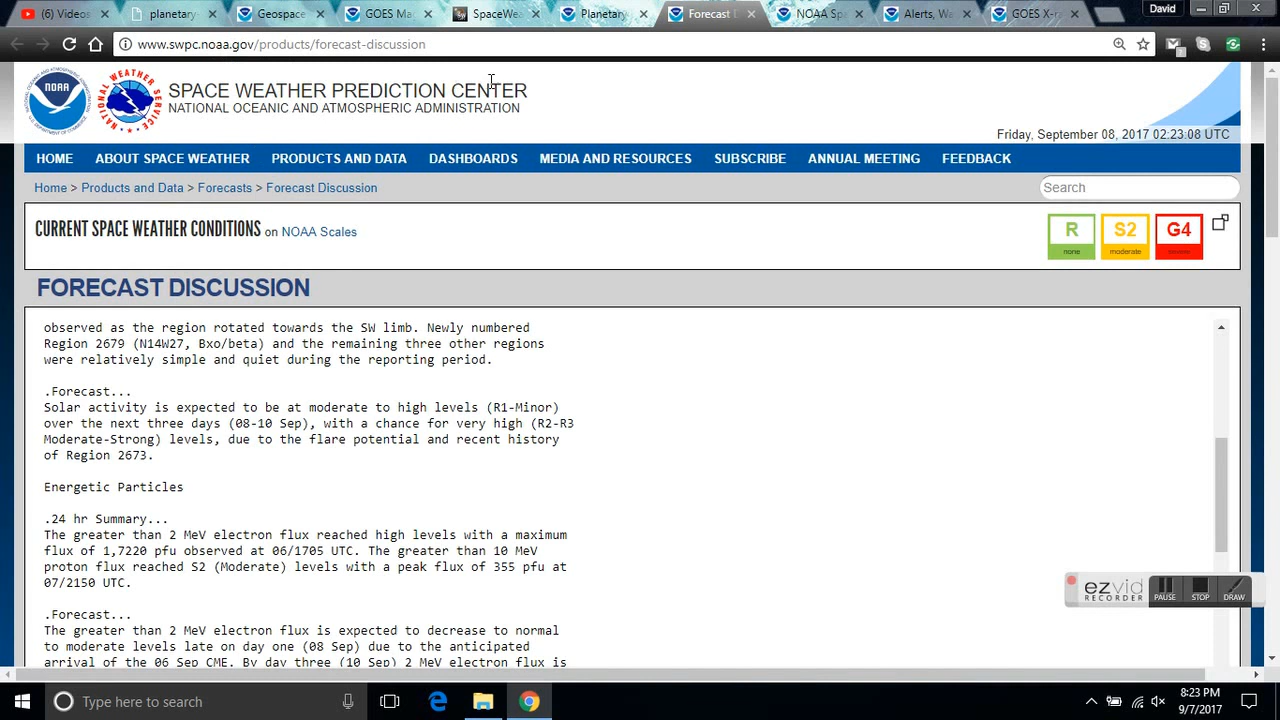 (6) Videos
planetary
Geospace
GOES Ma
SpaceWea
Planetary
Forecast D
NOAA Spa
Alerts, Wa
GOES X-ra
David
www.swpc.noaa.gov/products/forecast-discussion
NOAA
SPACE WEATHER PREDICTION CENTER
NATIONAL OCEANIC AND ATMOSPHERIC ADMINISTRATION
Friday, September 08, 2017 02:23:08 UTC
HOME ABOUT SPACE WEATHER PRODUCTS AND DATA DASHBOARDS MEDIA AND RESOURCES SUBSCRIBE ANNUAL MEETING FEEDBACK
Home > Products and Data > Forecasts > Forecast Discussion
Search
CURRENT SPACE WEATHER CONDITIONS on NOAA Scales
R S2 G4
none moderate
FORECAST DISCUSSION
observed as the region rotated towards the SW limb. Newly numbered
Region 2679 (N14W27, Bxo/beta) and the remaining three other regions
were relatively simple and quiet during the reporting period.
.Forecast...
Solar activity is expected to be at moderate to high levels (R1-Minor)
over the next three days (08-10 Sep), with a chance for very high (R2-R3
Moderate-Strong) levels, due to the flare potential and recent history
of Region 2673.
Energetic Particles
.24 hr Summary...
The greater than 2 MeV electron flux reached high levels with a maximum
flux of 1,7220 pfu observed at 06/1705 UTC. The greater than 10 MeV
proton flux reached S2 (Moderate) levels with a peak flux of 355 pfu at
07/2150 UTC.
.Forecast...
The greater than 2 MeV electron flux is expected to decrease to normal
to moderate levels late on day one (08 Sep) due to the anticipated
arrival of the 06 Sep CME. By day three (10 Sep) 2 MeV electron flux is
ezvid
RECORDER
PAUSE STOP DRAW
Type here to search
8:23 PM
9/7/2017